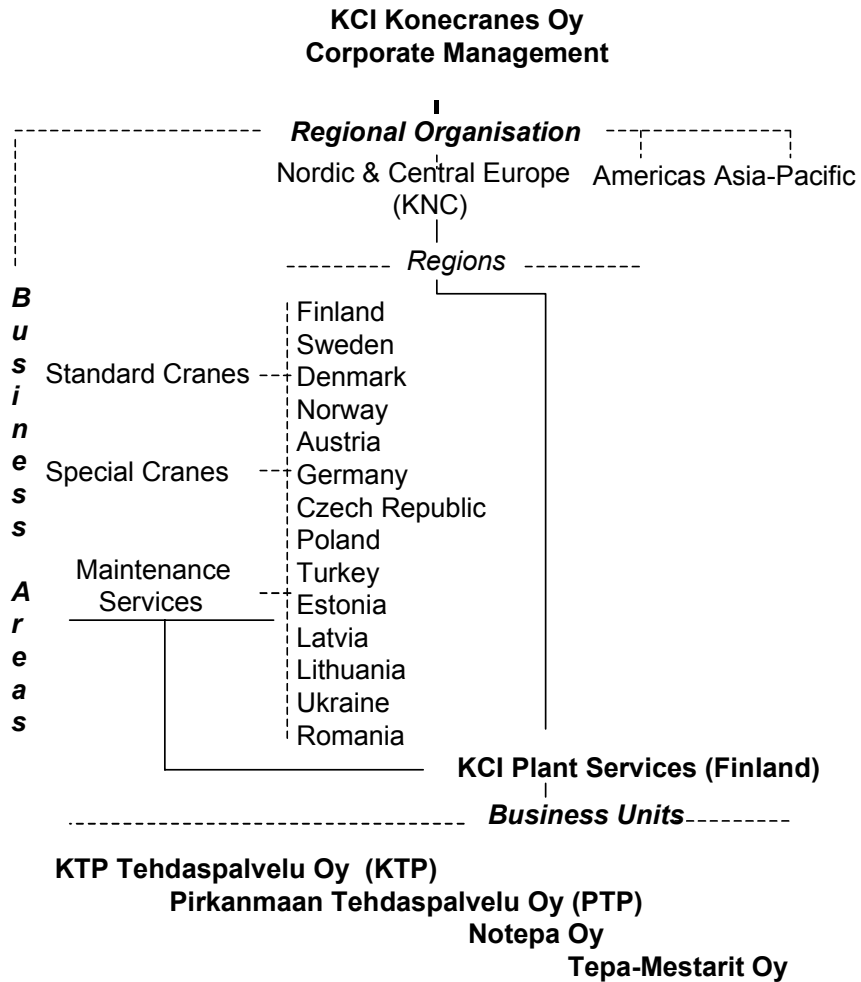 KCI Konecranes Oy
Corporate Management
Regional Organisation
Nordic & Central Europe
(KNC)
Americas Asia-Pacific
Regions
Business Areas
Finland
Sweden
Standard Cranes
Denmark
Norway
Austria
Special Cranes
Germany
Czech Republic
Poland
Maintenance
Services
Turkey
Estonia
Latvia
Lithuania
Ukraine
Romania
KCI Plant Services (Finland)
Business Units
KTP Tehdaspalvelu Oy (KTP)
Pirkanmaan Tehdaspalvelu Oy (PTP)
Notepa Oy
Tepa-Mestarit Oy